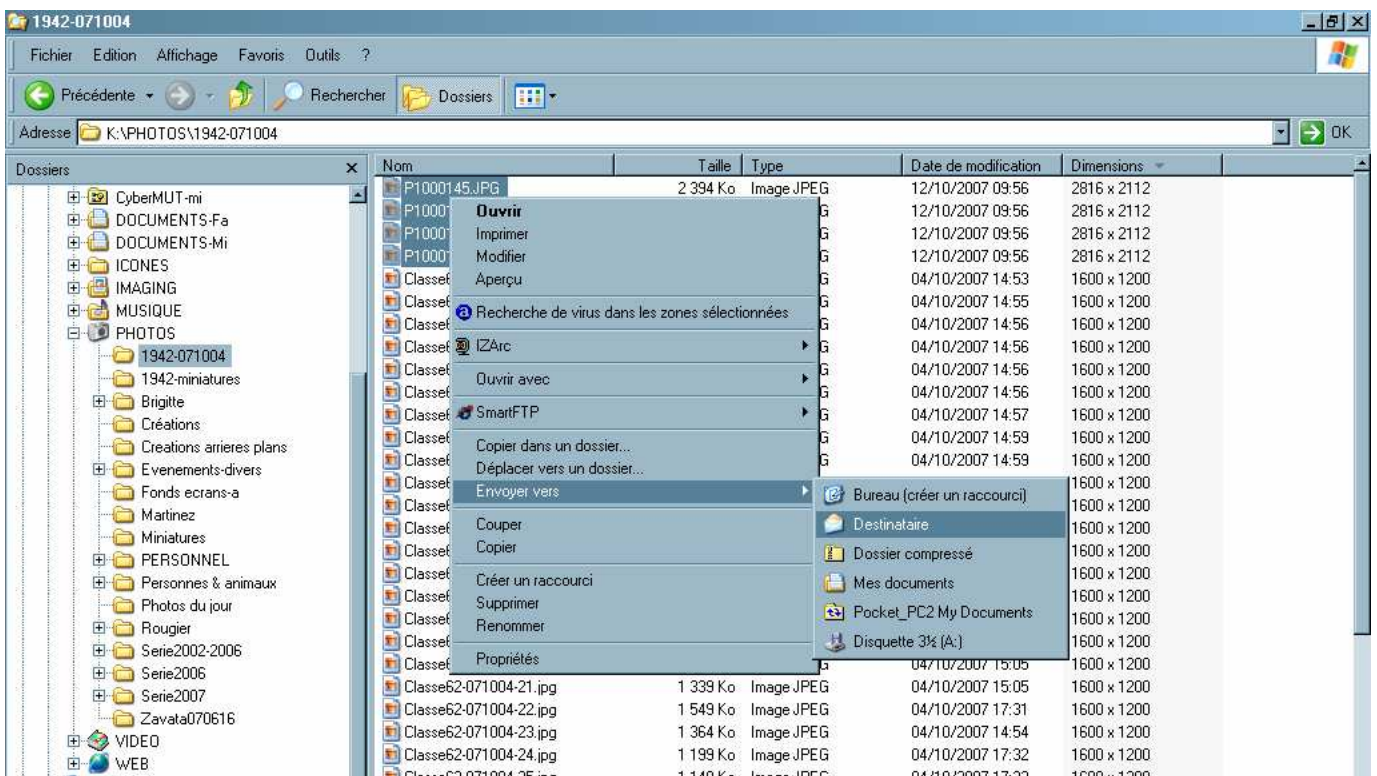 1942-071004
Fichier Edition Affichage Favoris Outils ?
Précédente Rechercher Dossiers
Adresse K:\PHOTOS\1942-071004 OK
Dossiers
CyberMUT-mi
DOCUMENTS-Fa
DOCUMENTS-Mi
ICONES
IMAGING
MUSIQUE
PHOTOS
1942-071004
1942-miniatures
Brigitte
Créations
Creations arrieres plans
Evenements-divers
Fonds ecrans-a
Martinez
Miniatures
PERSONNEL
Personnes & animaux
Photos du jour
Rougier
Serie2002-2006
Serie2006
Serie2007
Zavata070616
VIDEO
WEB
Nom Taille Type Date de modification Dimensions
P1000145.JPG 2 394 Ko Image JPEG 12/10/2007 09:56 2816 x 2112
12/10/2007 09:56 2816 x 2112
12/10/2007 09:56 2816 x 2112
12/10/2007 09:56 2816 x 2112
04/10/2007 14:53 1600 x 1200
04/10/2007 14:55 1600 x 1200
04/10/2007 14:56 1600 x 1200
04/10/2007 14:56 1600 x 1200
04/10/2007 14:56 1600 x 1200
04/10/2007 14:56 1600 x 1200
04/10/2007 14:57 1600 x 1200
04/10/2007 14:59 1600 x 1200
04/10/2007 14:59 1600 x 1200
1600 x 1200
1600 x 1200
1600 x 1200
1600 x 1200
1600 x 1200
1600 x 1200
1600 x 1200
1600 x 1200
04/10/2007 15:05 1600 x 1200
Classe62-071004-21.jpg 1 339 Ko Image JPEG 04/10/2007 15:05 1600 x 1200
Classe62-071004-22.jpg 1 549 Ko Image JPEG 04/10/2007 17:31 1600 x 1200
Classe62-071004-23.jpg 1 364 Ko Image JPEG 04/10/2007 14:54 1600 x 1200
Classe62-071004-24.jpg 1 199 Ko Image JPEG 04/10/2007 17:32 1600 x 1200
Ouvrir
Imprimer
Modifier
Aperçu
Recherche de virus dans les zones sélectionnées
IZArc
Ouvrir avec
SmartFTP
Copier dans un dossier...
Déplacer vers un dossier...
Envoyer vers
Couper
Copier
Créer un raccourci
Supprimer
Renommer
Propriétés
Bureau (créer un raccourci)
Destinataire
Dossier compressé
Mes documents
Pocket_PC2 My Documents
Disquette 3½ (A:)